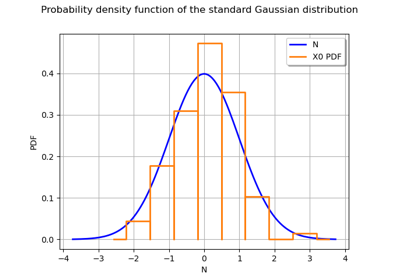 Probability density function of the standard Gaussian distribution
N
X0 PDF
PDF
0.4
0.3
0.2
0.1
0.0
−4 −3 −2 −1 0 1 2 3 4
N